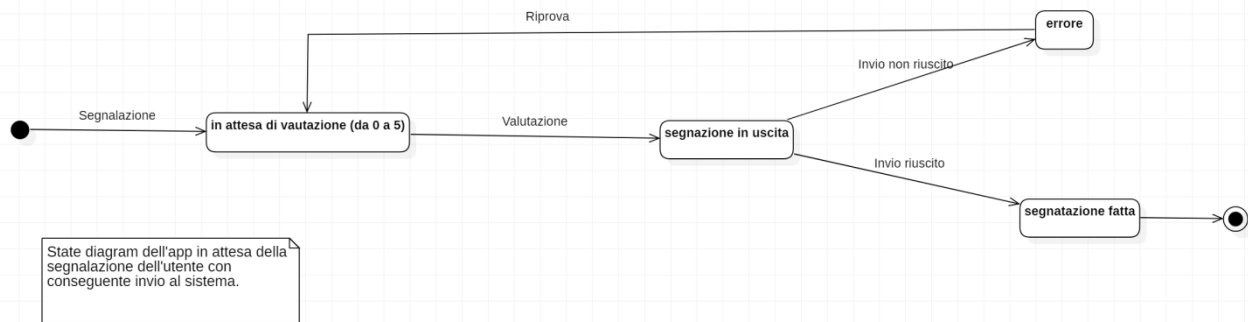 Riprova
errore
Invio non riuscito
Segnalazione
in attesa di vautazione (da 0 a 5)
Valutazione
segnazione in uscita
Invio riuscito
segnatazione fatta
State diagram dell'app in attesa della
segnalazione dell'utente con
conseguente invio al sistema.